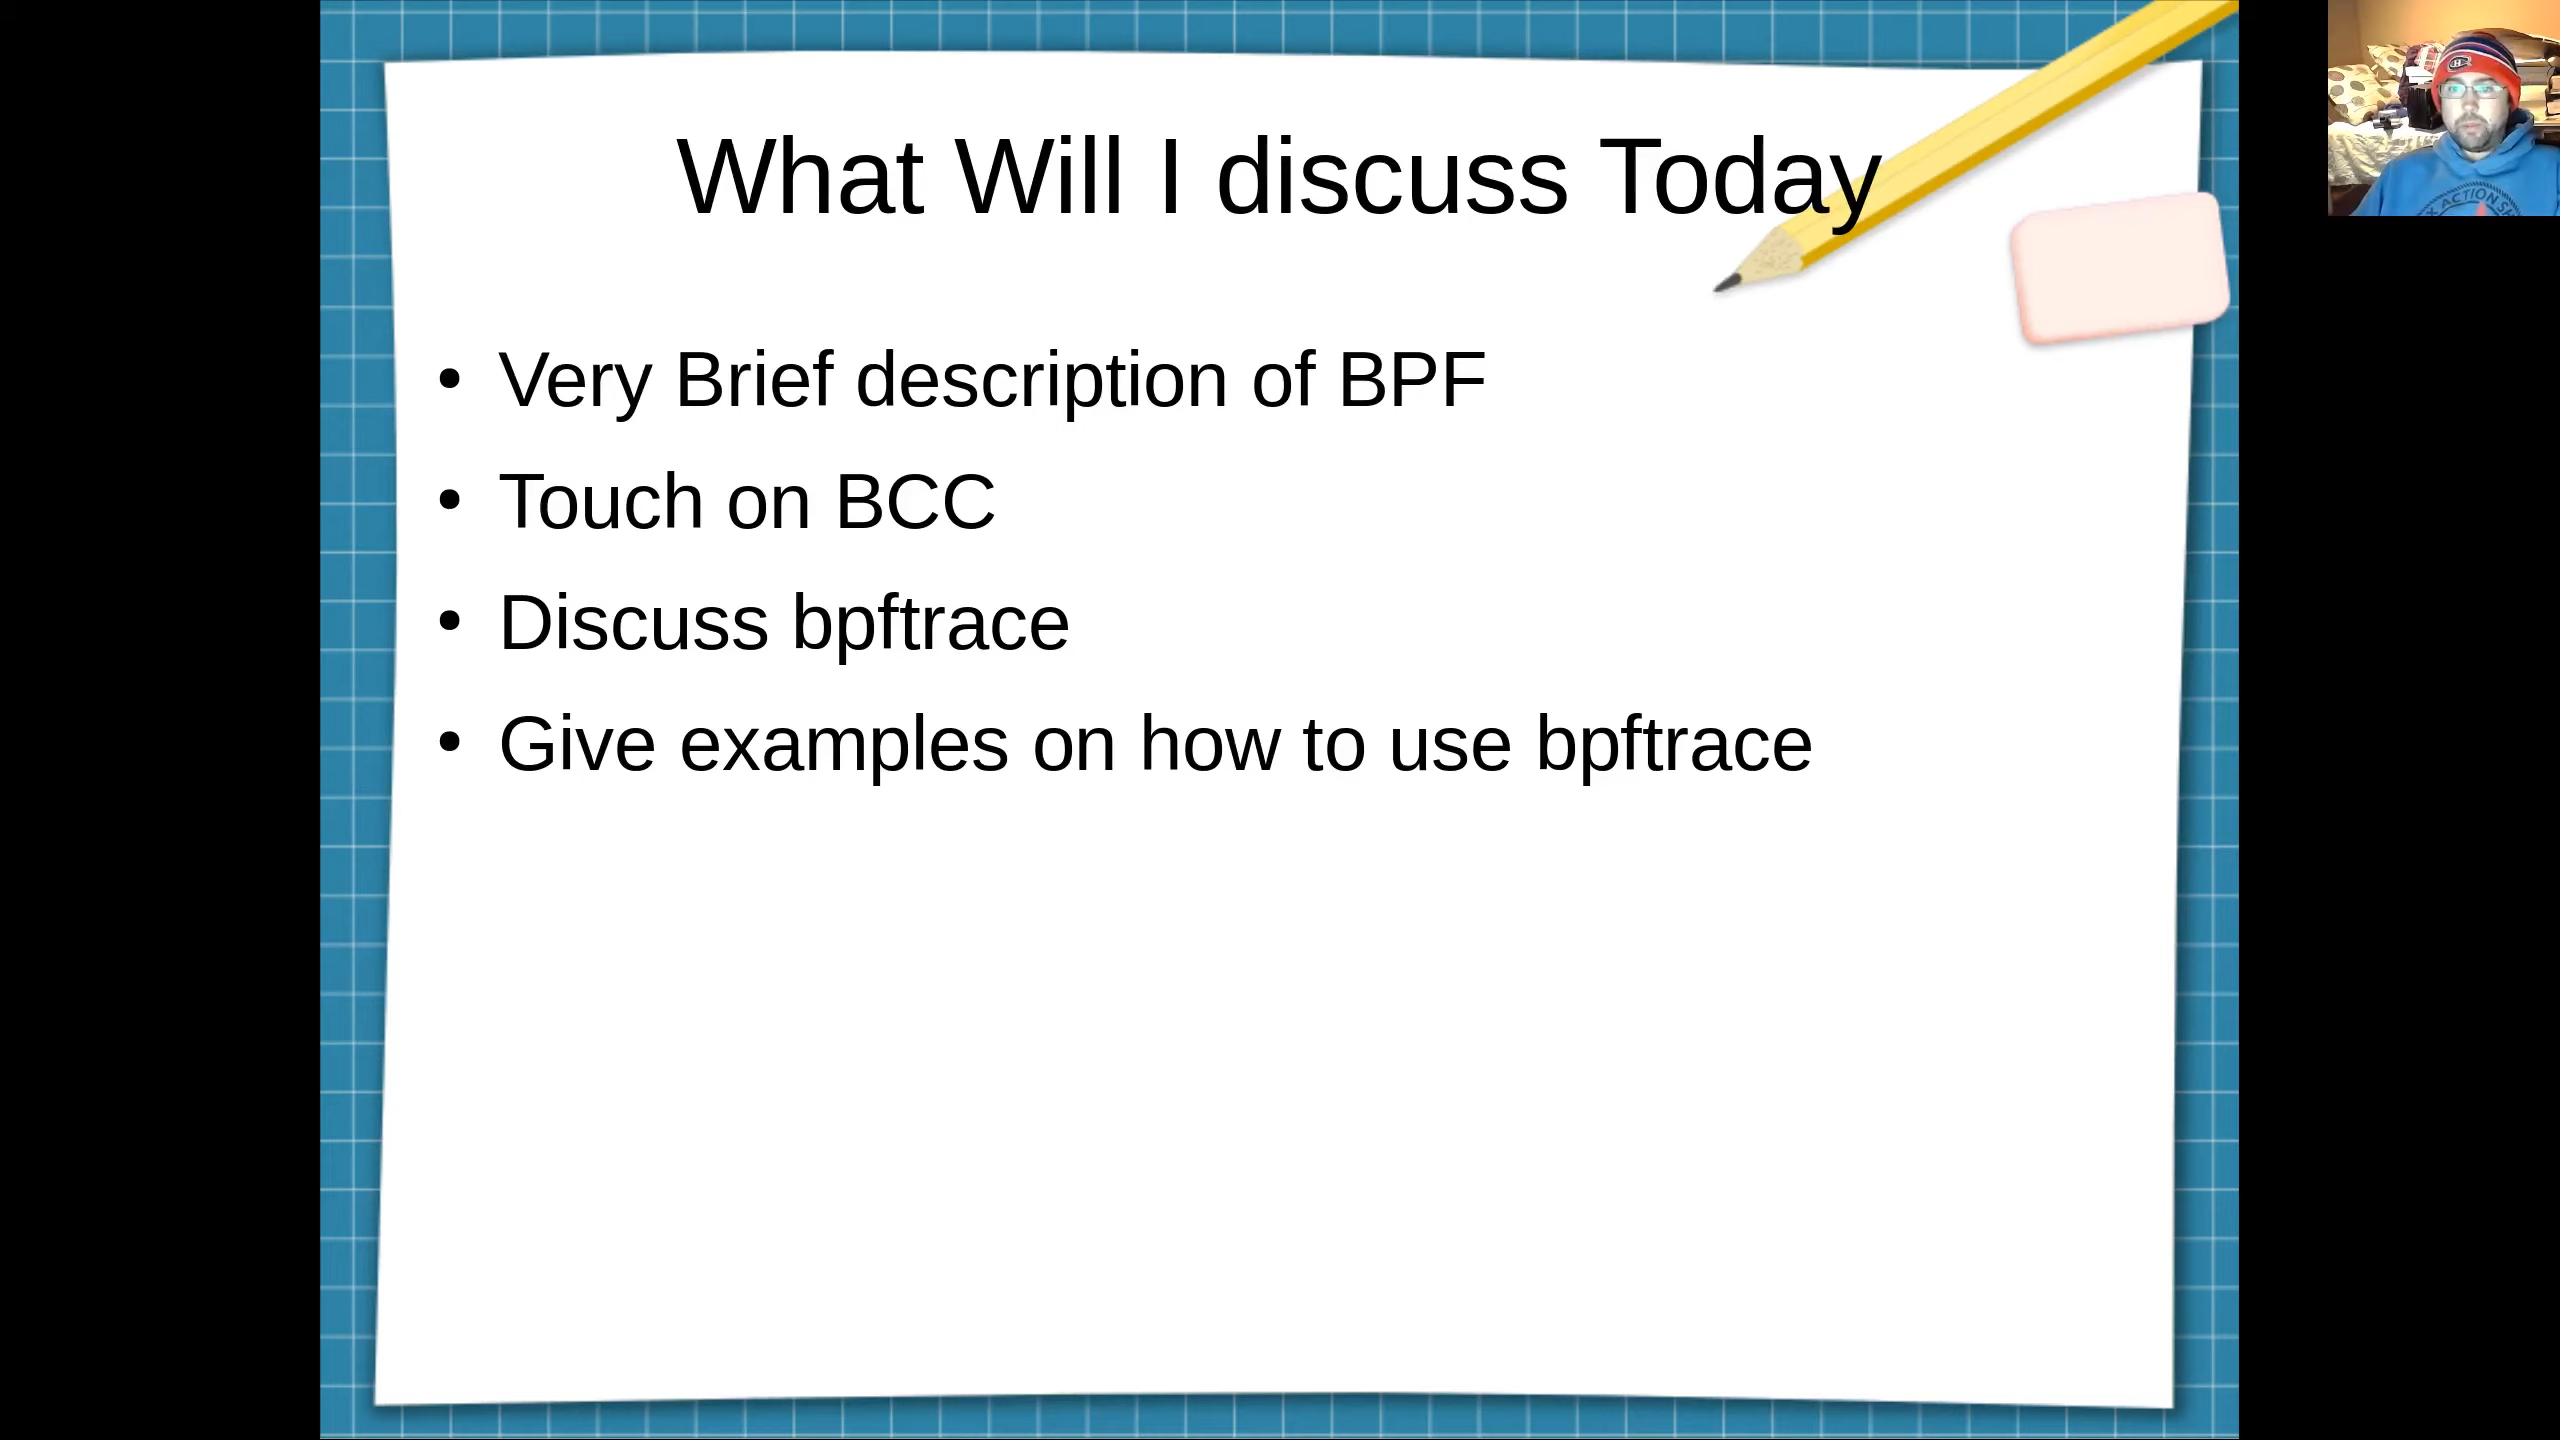 What Will I discuss Today
• Very Brief description of BPF
• Touch on BCC
• Discuss bpftrace
• Give examples on how to use bpftrace
ACTION